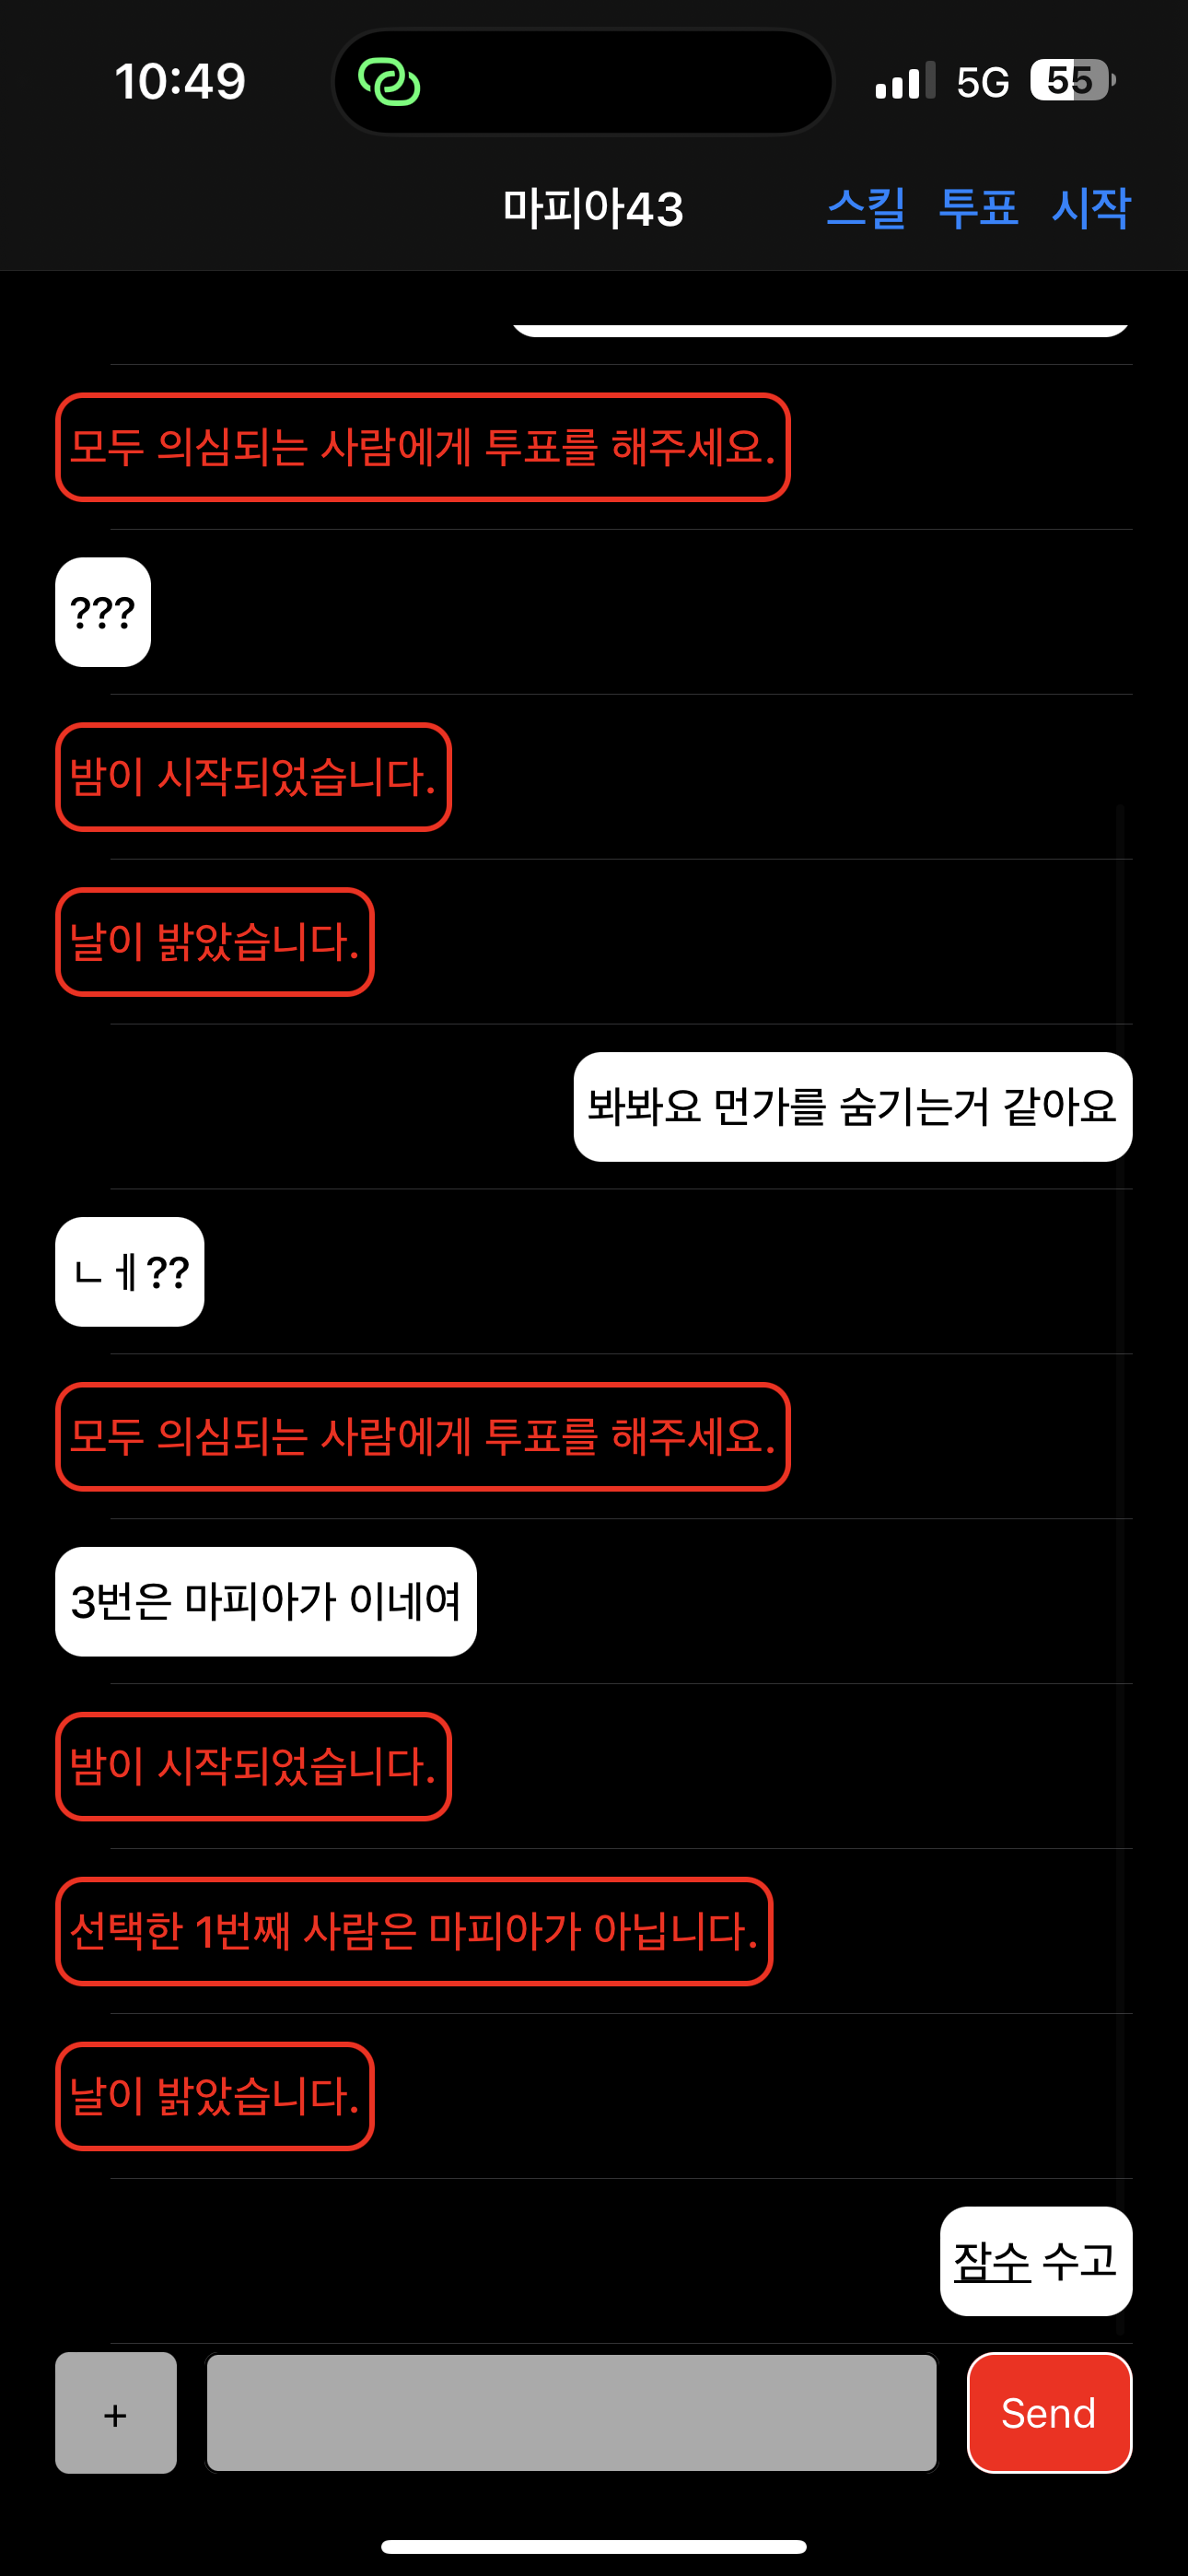 10:49
5G
55
마피아43
스킬 투표 시작
모두 의심되는 사람에게 투표를 해주세요.
???
밤이 시작되었습니다.
날이 밝았습니다.
봐봐요 먼가를 숨기는거 같아요
ㄴㅔ??
모두 의심되는 사람에게 투표를 해주세요.
3번은 마피아가 이네여
밤이 시작되었습니다.
선택한 1번째 사람은 마피아가 아닙니다.
날이 밝았습니다.
잠수 수고
+
Send